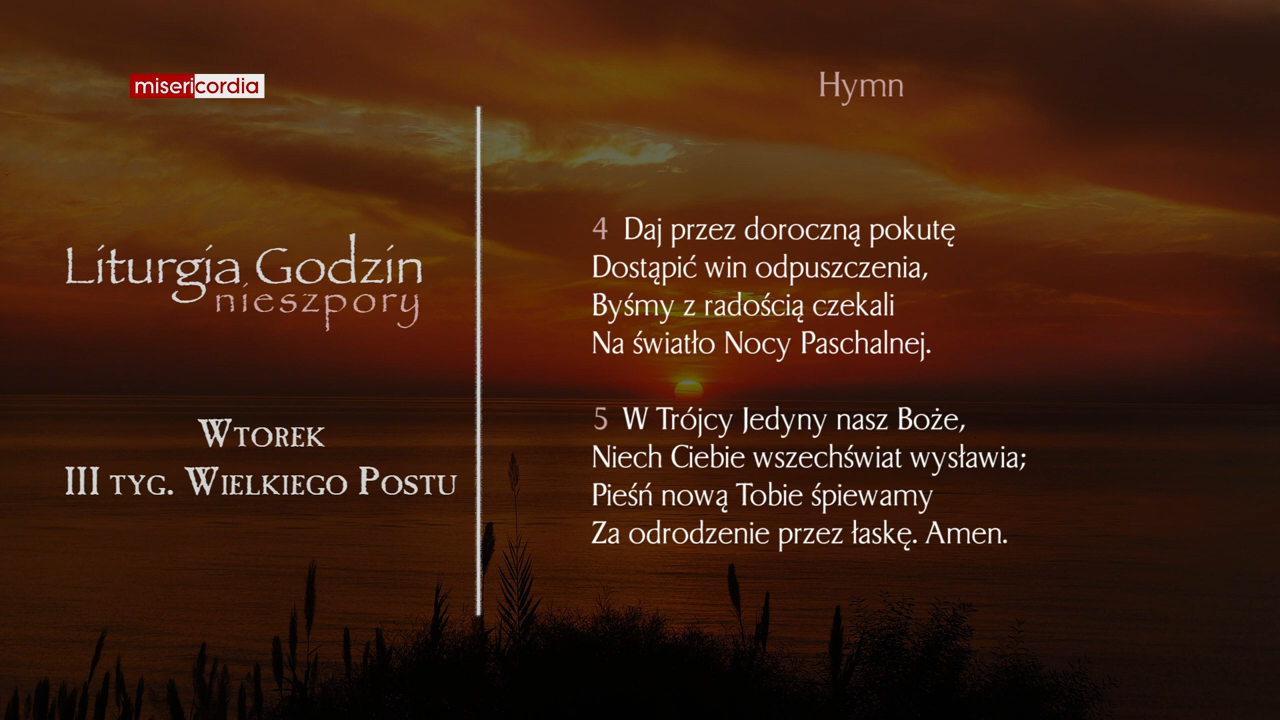 misericordia
Liturgia Godzin
nieszpory
Wtorek
III tyg. Wielkiego Postu
Hymn
4 Daj przez doroczną pokutę
Dostąpić win odpuszczenia,
Byśmy z radością czekali
Na światło Nocy Paschalnej.
5 W Trójcy Jedyny nasz Boże,
Niech Ciebie wszechświat wysławia;
Pieśń nową Tobie śpiewamy
Za odrodzenie przez łaskę. Amen.